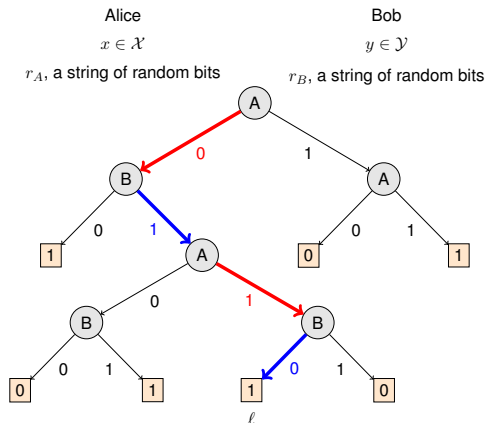 Alice Bob
x ∈ 𝒳 y ∈ 𝒴
r_A, a string of random bits r_B, a string of random bits
A
0 1
B A
0 1 0 1
1 A 0 1
0 1
B B
0 1 0 1
0 1 1 0
ℓ